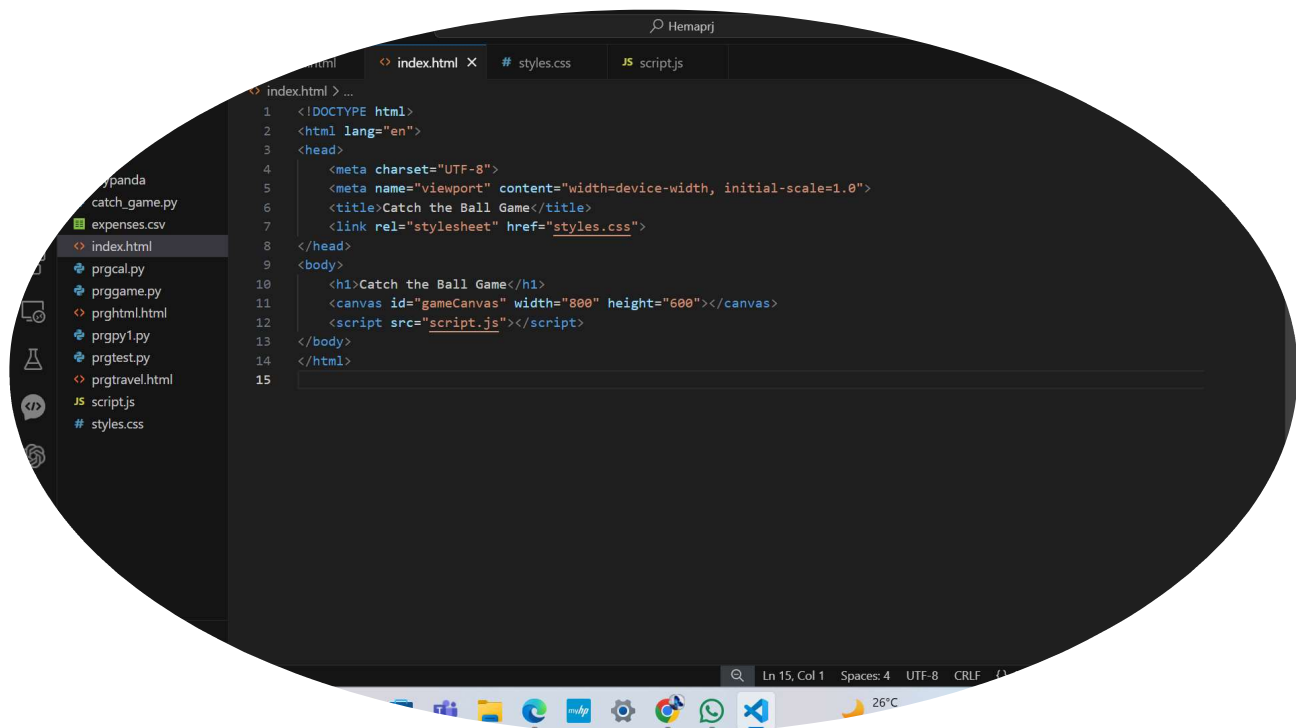 Hemaprj
index.html
# styles.css
JS script.js
index.html > ...
1 <!DOCTYPE html>
2 <html lang="en">
3 <head>
4 <meta charset="UTF-8">
5 <meta name="viewport" content="width=device-width, initial-scale=1.0">
6 <title>Catch the Ball Game</title>
7 <link rel="stylesheet" href="styles.css">
8 </head>
9 <body>
10 <h1>Catch the Ball Game</h1>
11 <canvas id="gameCanvas" width="800" height="600"></canvas>
12 <script src="script.js"></script>
13 </body>
14 </html>
15
catch_game.py
expenses.csv
<> index.html
prgcal.py
prggame.py
<> prghtml.html
prgpy1.py
prgtest.py
<> prgtravel.html
JS script.js
# styles.css
Ln 15, Col 1 Spaces: 4 UTF-8 CRLF
myhp
26°C